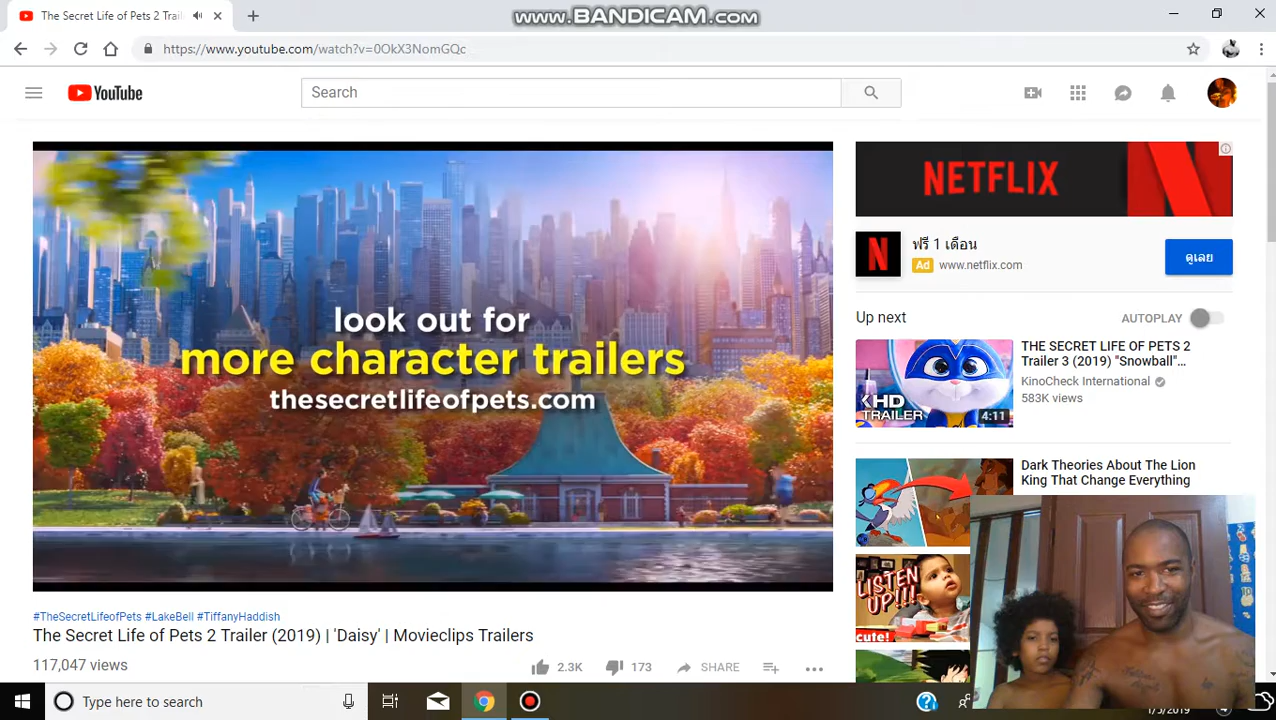 The Secret Life of Pets 2 Trail
www.BANDICAM.com
https://www.youtube.com/watch?v=0OkX3NomGQc
YouTube
Search
look out for
more character trailers
thesecretlifeofpets.com
#TheSecretLifeofPets #LakeBell #TiffanyHaddish
The Secret Life of Pets 2 Trailer (2019) | 'Daisy' | Movieclips Trailers
117,047 views
2.3K
173
SHARE
NETFLIX
N
ฟรี 1 เดือน
Ad www.netflix.com
ดูเลย
Up next
AUTOPLAY
KHD
TRAILER
4:11
THE SECRET LIFE OF PETS 2
Trailer 3 (2019) "Snowball"...
KinoCheck International
583K views
Dark Theories About The Lion
King That Change Everything
LISTEN
UP!!!
cute!
Type here to search